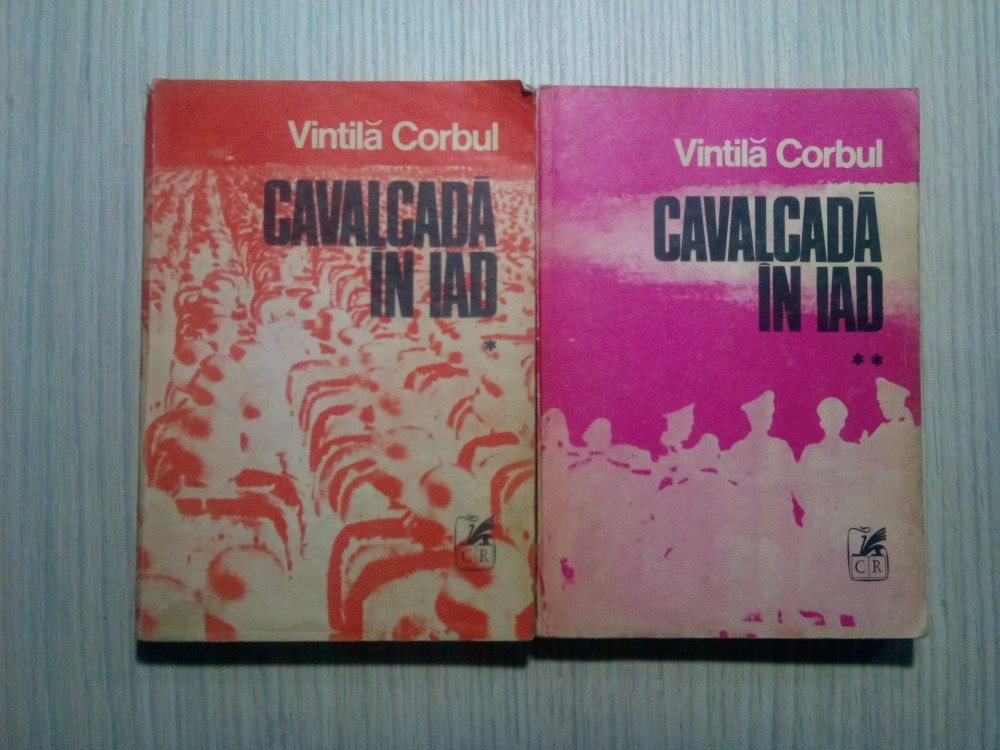 Vintilă Corbul
CAVALCADĂ
ÎN IAD
*
C R
Vintilă Corbul
CAVALCADĂ
ÎN IAD
**
C R